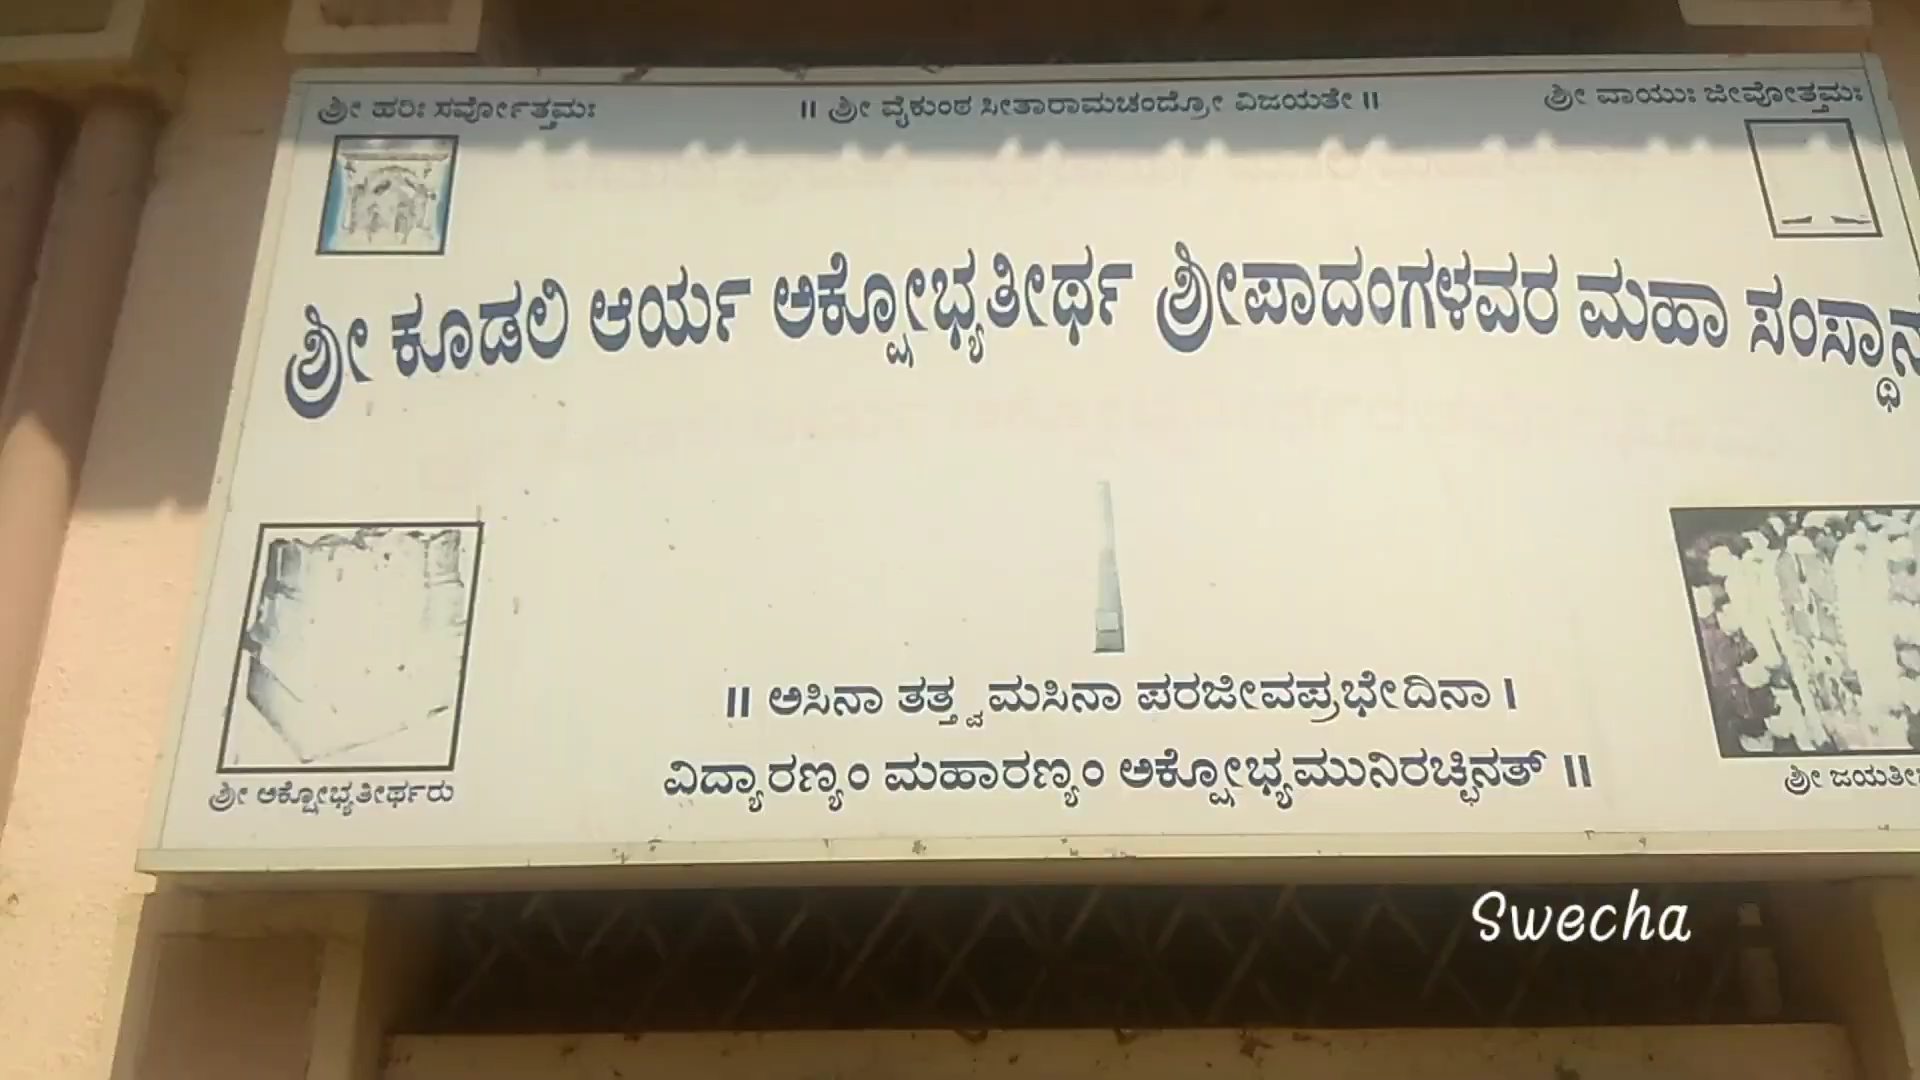 ಶ್ರೀ ಹರಿಃ ಸರ್ವೋತ್ತಮಃ
॥ ಶ್ರೀ ವೈಕುಂಠ ಸೀತಾರಾಮಚಂದ್ರೋ ವಿಜಯತೇ ॥
ಶ್ರೀ ವಾಯುಃ ಜೀವೋತ್ತಮಃ
ಶ್ರೀ ಕೂಡಲಿ ಆರ್ಯ ಅಕ್ಷೋಭ್ಯತೀರ್ಥ ಶ್ರೀಪಾದಂಗಳವರ ಮಹಾ ಸಂಸ್ಥಾನ
॥ ಅಸಿನಾ ತತ್ತ್ವಮಸಿನಾ ಪರಜೀವಪ್ರಭೇದಿನಾ ।
ವಿದ್ಯಾರಣ್ಯಂ ಮಹಾರಣ್ಯಂ ಅಕ್ಷೋಭ್ಯಮುನಿರಚ್ಛಿನತ್ ॥
ಶ್ರೀ ಅಕ್ಷೋಭ್ಯತೀರ್ಥರು
ಶ್ರೀ ಜಯತೀ
Swecha